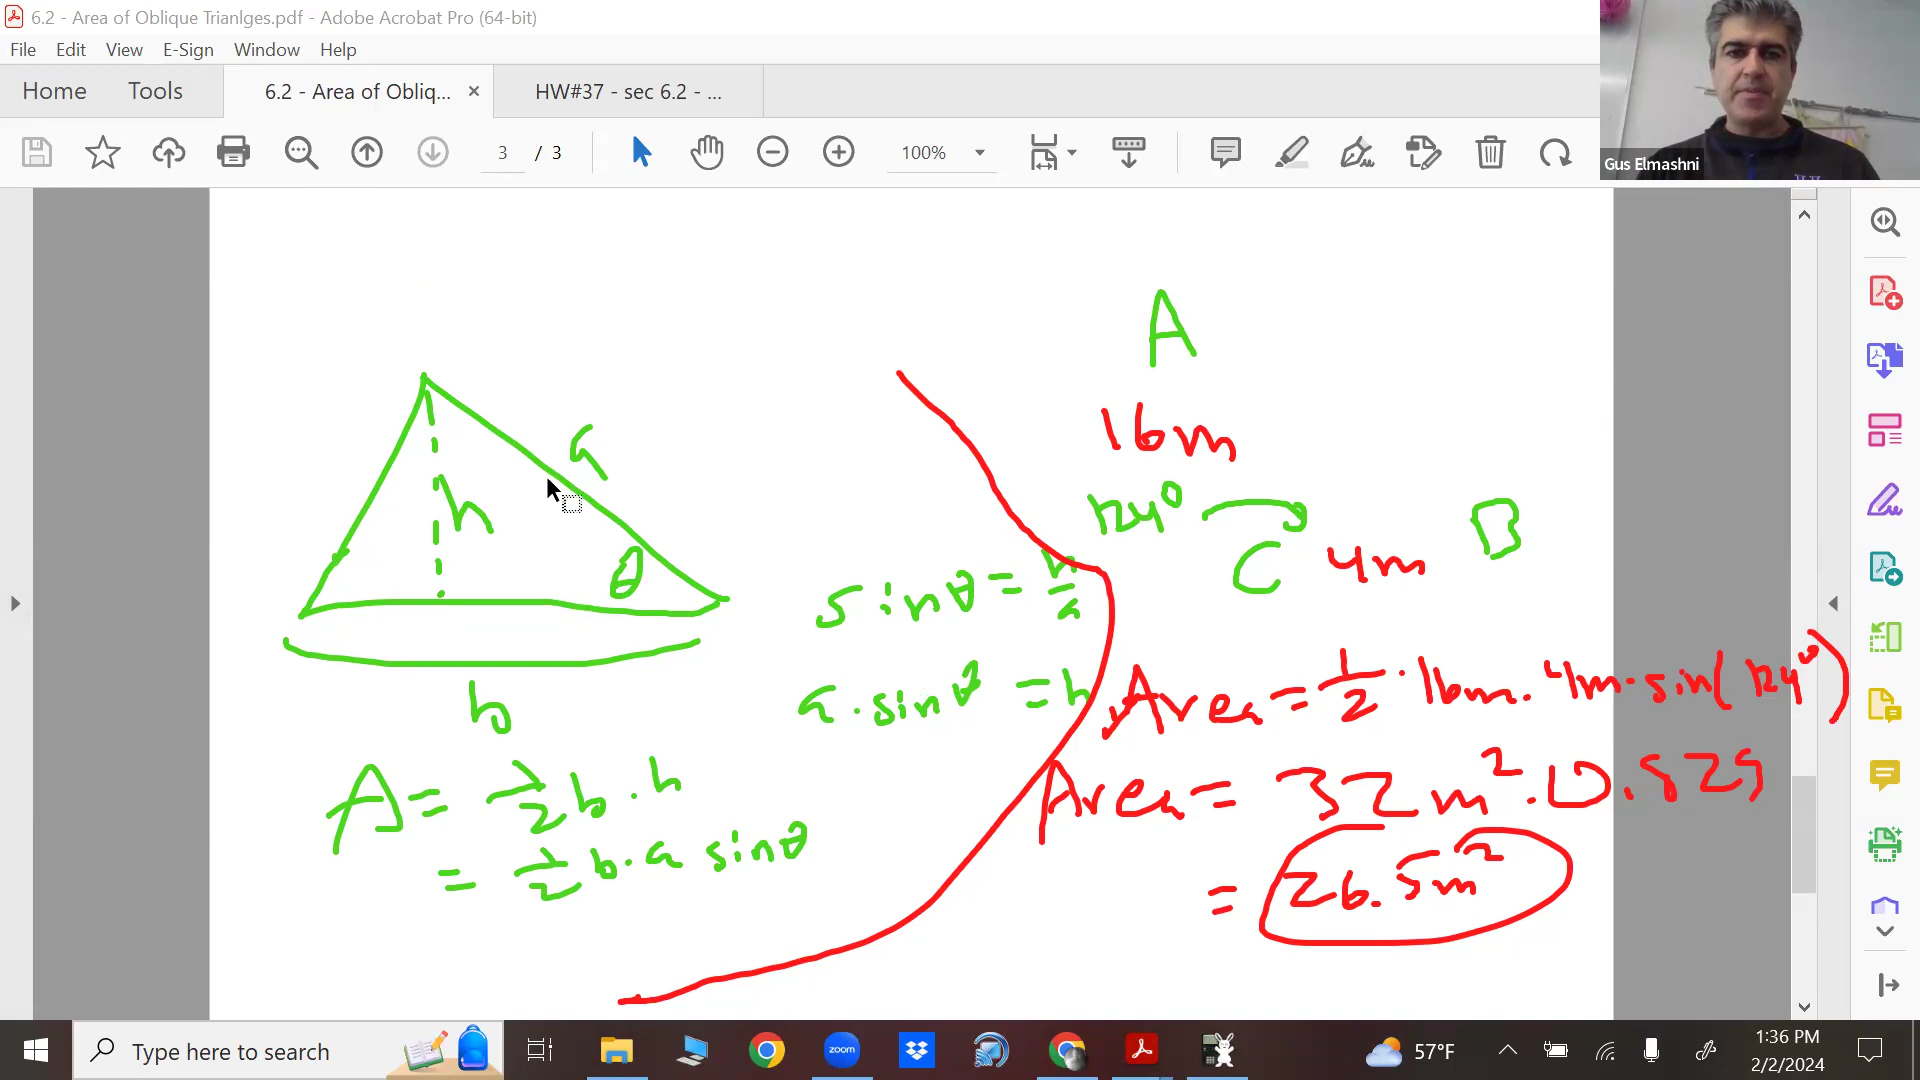 6.2 - Area of Oblique Trianlges.pdf - Adobe Acrobat Pro (64-bit)
File Edit View E-Sign Window Help
Home Tools 6.2 - Area of Obliq... × HW#37 - sec 6.2 - ...
3 / 3 100%
Gus Elmashni
A
16m
a
h
124°
B
θ
C 4m
sinθ = h/a
b
a·sinθ = h
Area = 1/2 · 16m · 4m · sin(124°)
A = 1/2 b·h
Area = 32m²·0.829
= 1/2 b·a sinθ
= 26.5m²
Type here to search
zoom
57°F
1:36 PM
2/2/2024